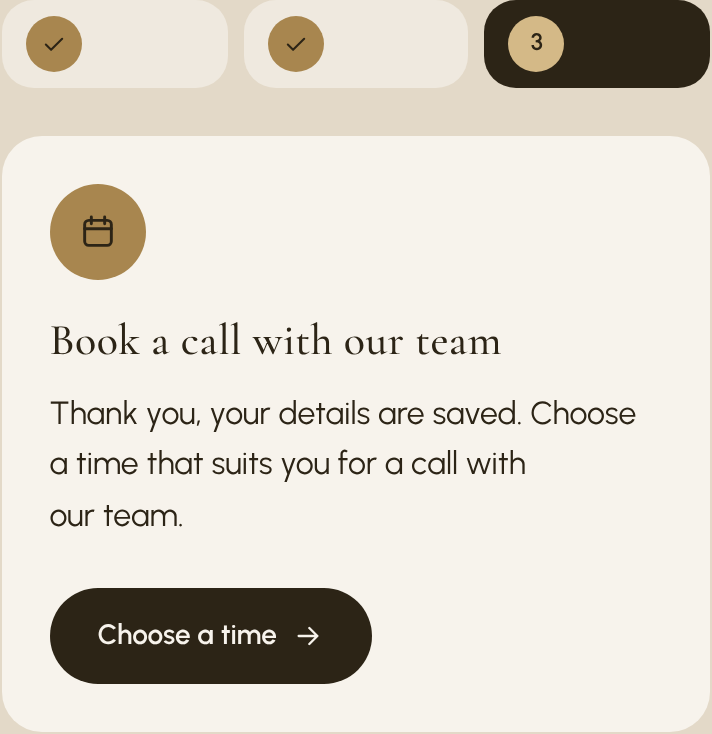 3
Book a call with our team
Thank you, your details are saved. Choose
a time that suits you for a call with
our team.
Choose a time